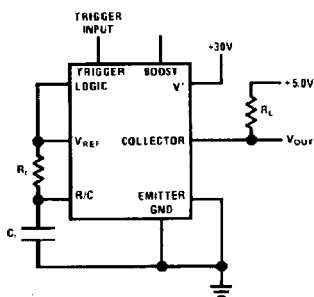 TRIGGER
INPUT
+30V
TRIGGER BOOST
LOGIC V+
+5.0V
RL
VREF COLLECTOR VOUT
Rt
R/C EMITTER
GND
Ct